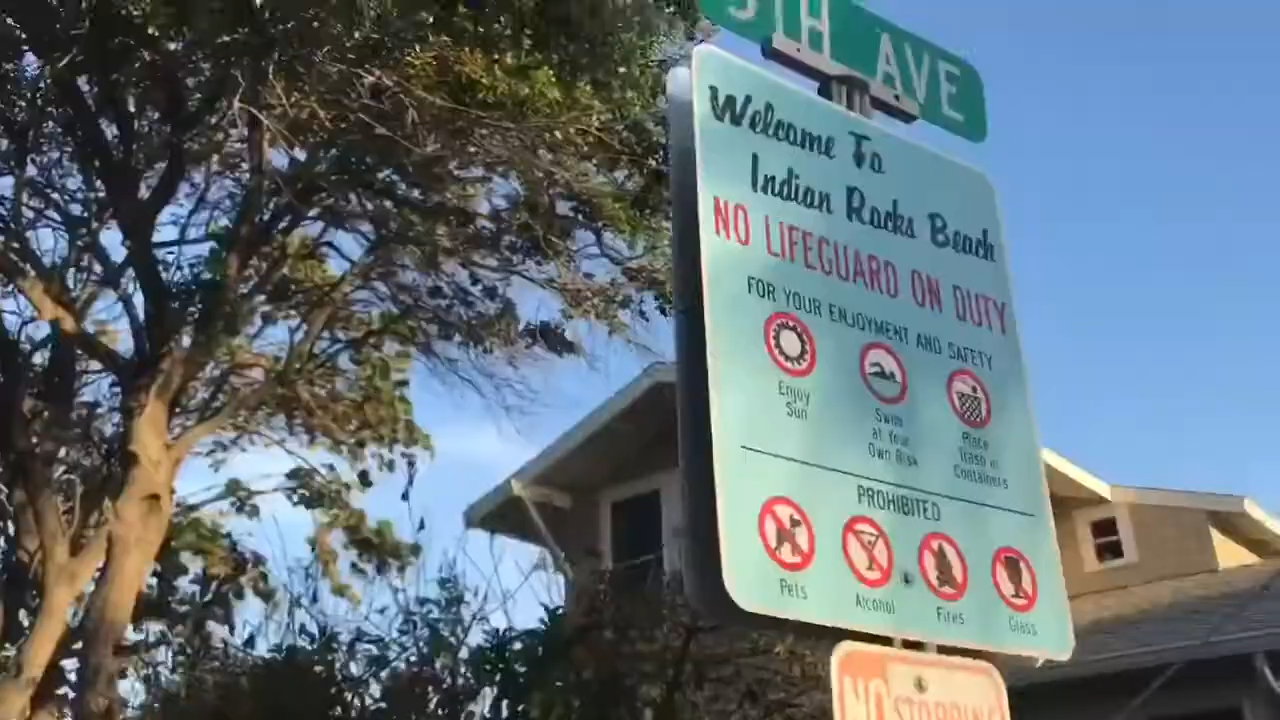 5TH AVE
Welcome To
Indian Rocks Beach
NO LIFEGUARD ON DUTY
FOR YOUR ENJOYMENT AND SAFETY
Enjoy
Sun
Swim
at Your
Own Risk
Place
Trash in
Containers
PROHIBITED
Pets
Alcohol
Fires
Glass
NO STOPPING